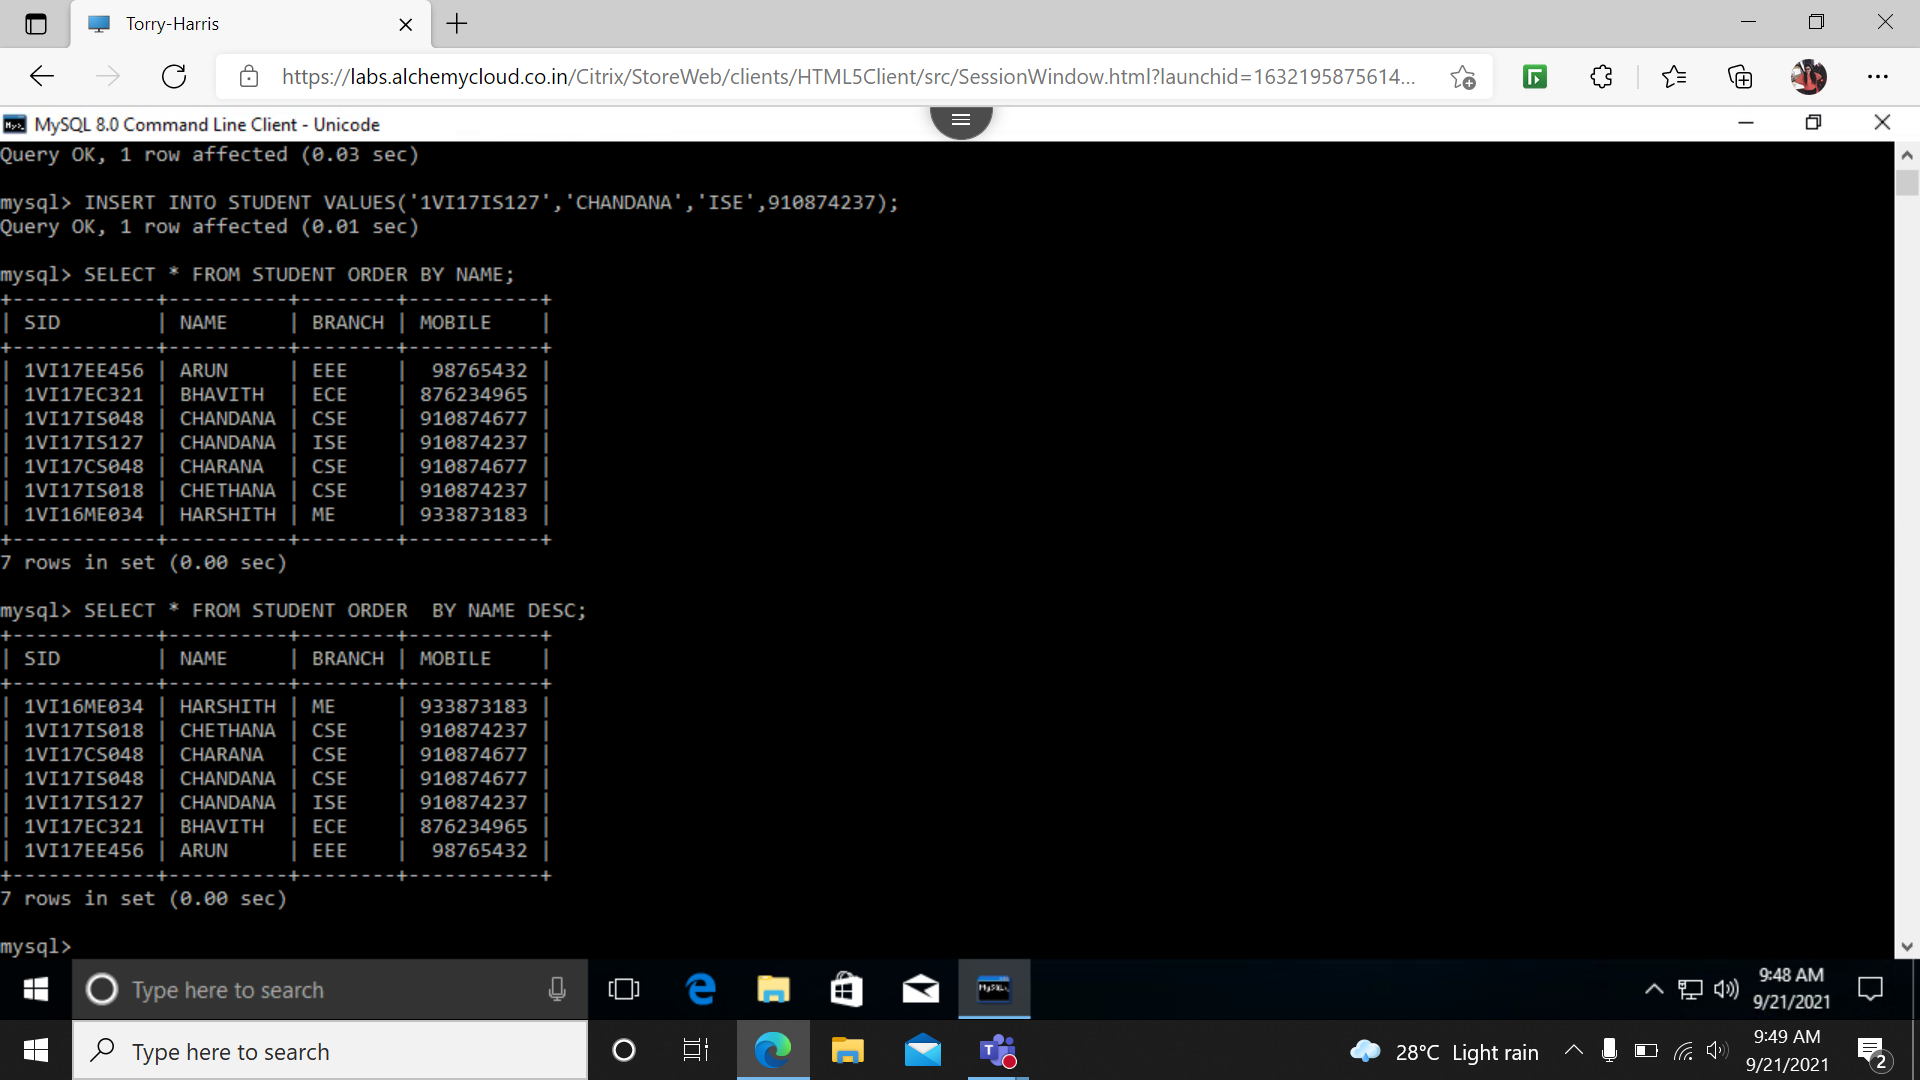 Torry-Harris
https://labs.alchemycloud.co.in/Citrix/StoreWeb/clients/HTML5Client/src/SessionWindow.html?launchid=1632195875614...
MySQL 8.0 Command Line Client - Unicode
Query OK, 1 row affected (0.03 sec)
mysql> INSERT INTO STUDENT VALUES('1VI17IS127','CHANDANA','ISE',910874237);
Query OK, 1 row affected (0.01 sec)
mysql> SELECT * FROM STUDENT ORDER BY NAME;
+------------+----------+--------+-----------+
| SID        | NAME     | BRANCH | MOBILE    |
+------------+----------+--------+-----------+
| 1VI17EE456 | ARUN     | EEE    |  98765432 |
| 1VI17EC321 | BHAVITH  | ECE    | 876234965 |
| 1VI17IS048 | CHANDANA | CSE    | 910874677 |
| 1VI17IS127 | CHANDANA | ISE    | 910874237 |
| 1VI17CS048 | CHARANA  | CSE    | 910874677 |
| 1VI17IS018 | CHETHANA | CSE    | 910874237 |
| 1VI16ME034 | HARSHITH | ME     | 933873183 |
+------------+----------+--------+-----------+
7 rows in set (0.00 sec)
mysql> SELECT * FROM STUDENT ORDER  BY NAME DESC;
+------------+----------+--------+-----------+
| SID        | NAME     | BRANCH | MOBILE    |
+------------+----------+--------+-----------+
| 1VI16ME034 | HARSHITH | ME     | 933873183 |
| 1VI17IS018 | CHETHANA | CSE    | 910874237 |
| 1VI17CS048 | CHARANA  | CSE    | 910874677 |
| 1VI17IS048 | CHANDANA | CSE    | 910874677 |
| 1VI17IS127 | CHANDANA | ISE    | 910874237 |
| 1VI17EC321 | BHAVITH  | ECE    | 876234965 |
| 1VI17EE456 | ARUN     | EEE    |  98765432 |
+------------+----------+--------+-----------+
7 rows in set (0.00 sec)
mysql>
Type here to search
9:48 AM
9/21/2021
Type here to search
28°C Light rain
9:49 AM
9/21/2021
2